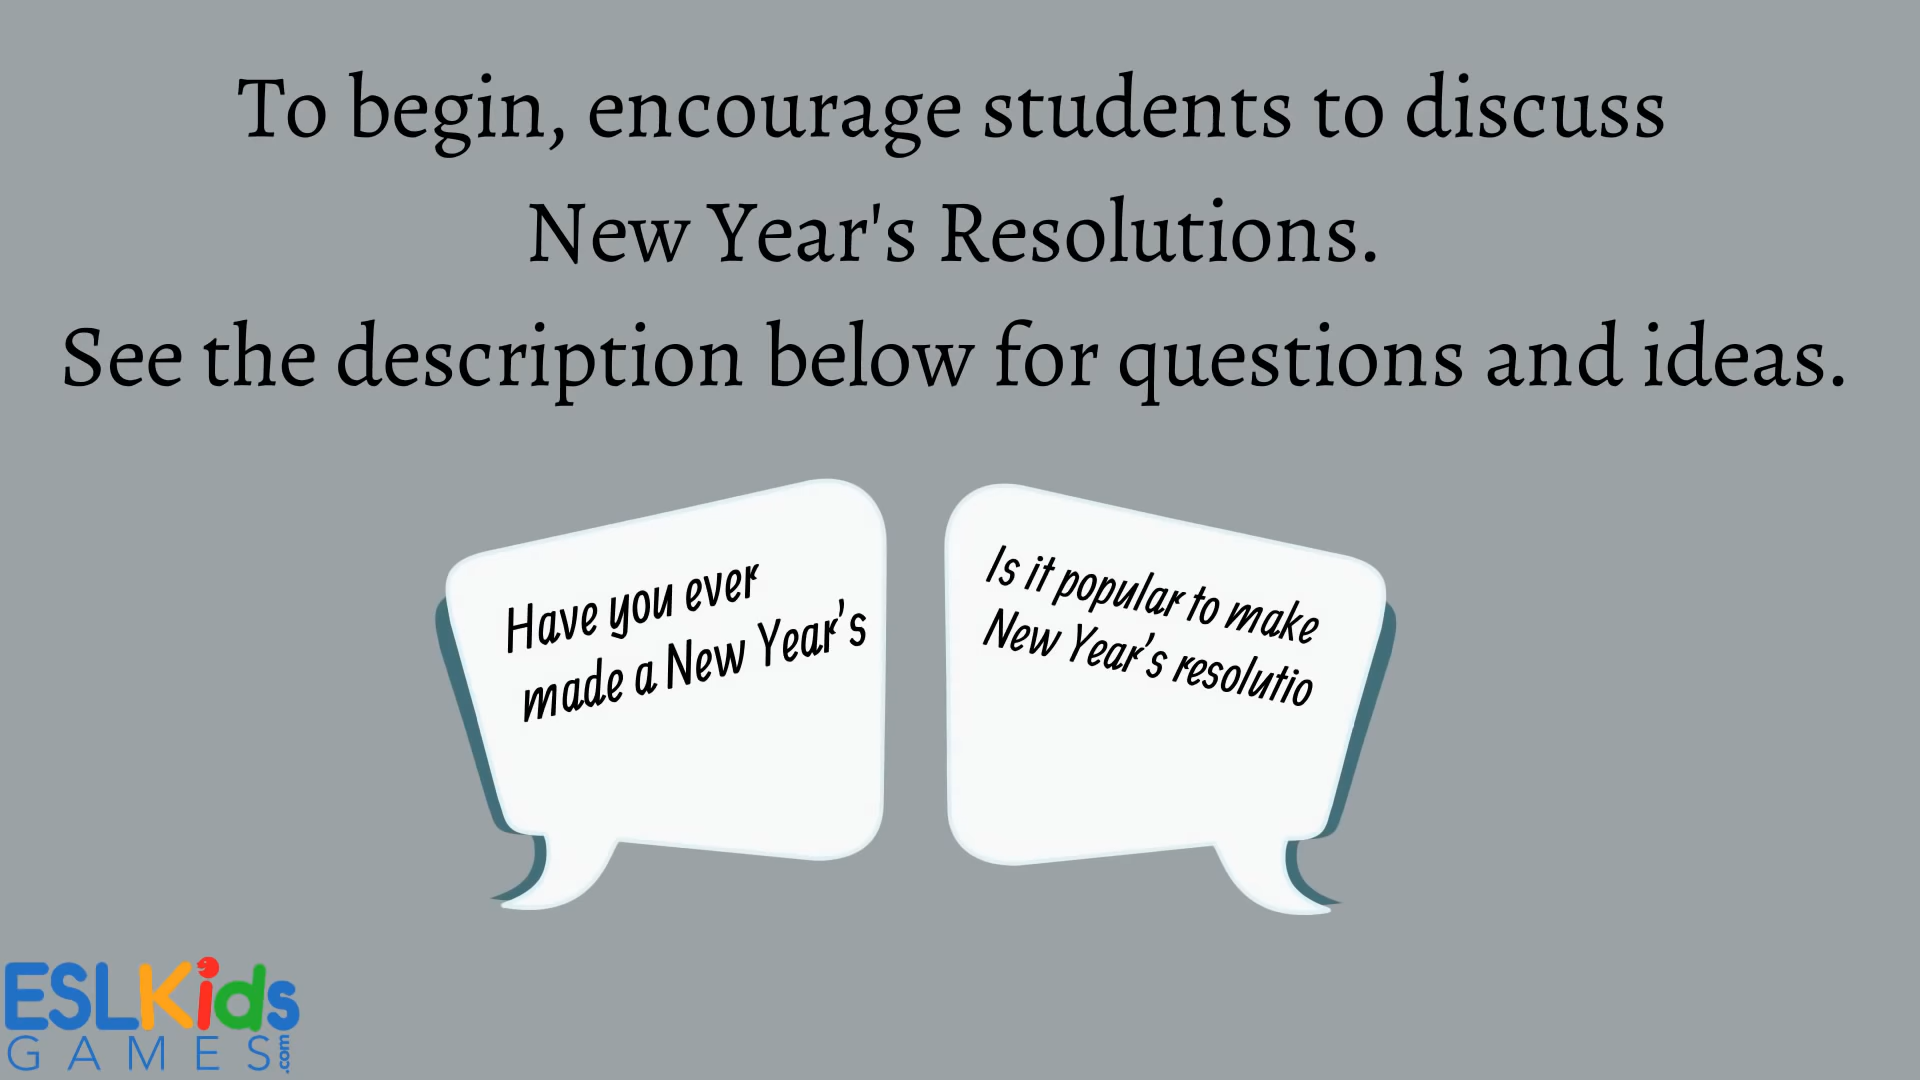 To begin, encourage students to discuss
New Year's Resolutions.
See the description below for questions and ideas.
Have you ever
made a New Year's
Is it popular to make
New Year's resolutio
ESLKids
GAMES.com